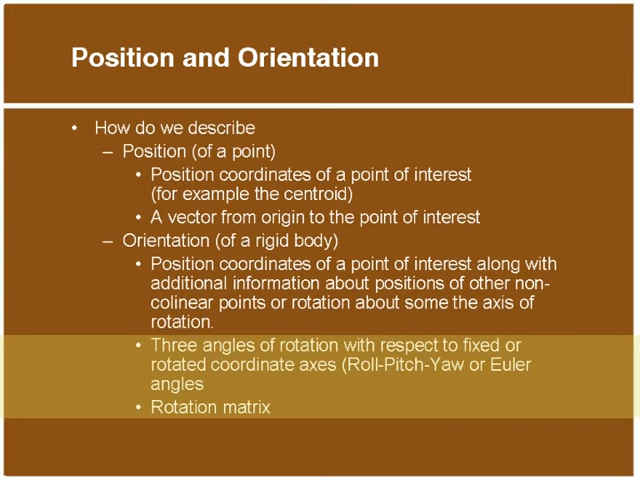 Position and Orientation
• How do we describe
– Position (of a point)
• Position coordinates of a point of interest
(for example the centroid)
• A vector from origin to the point of interest
– Orientation (of a rigid body)
• Position coordinates of a point of interest along with
additional information about positions of other non-
colinear points or rotation about some the axis of
rotation.
• Three angles of rotation with respect to fixed or
rotated coordinate axes (Roll-Pitch-Yaw or Euler
angles
• Rotation matrix